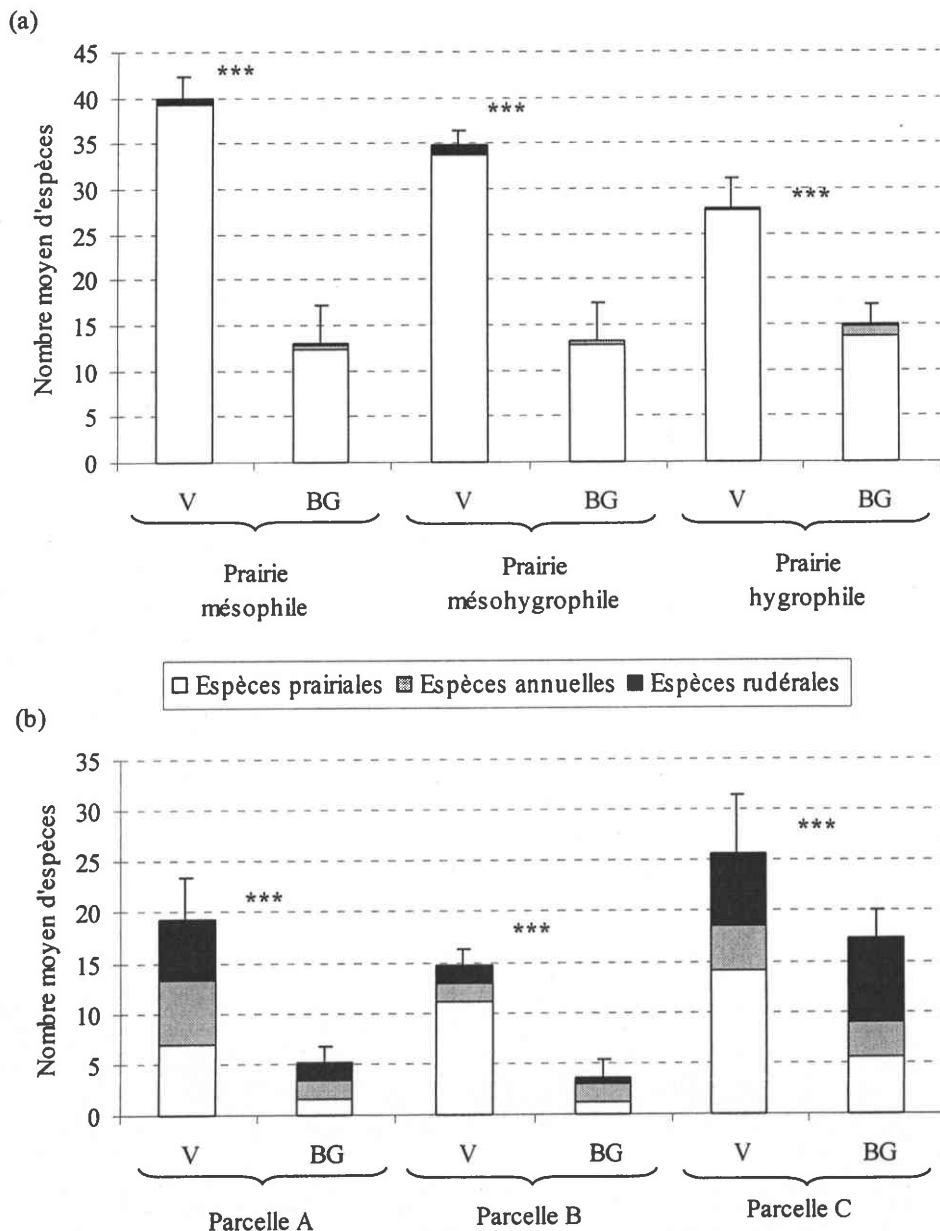 (a)
Nombre moyen d'espèces
45
40
35
30
25
20
15
10
5
0
***
***
***
V BG V BG V BG
Prairie mésophile
Prairie mésohygrophile
Prairie hygrophile
Espèces prairiales Espèces annuelles Espèces rudérales
(b)
Nombre moyen d'espèces
35
30
25
20
15
10
5
0
***
***
***
V BG V BG V BG
Parcelle A Parcelle B Parcelle C